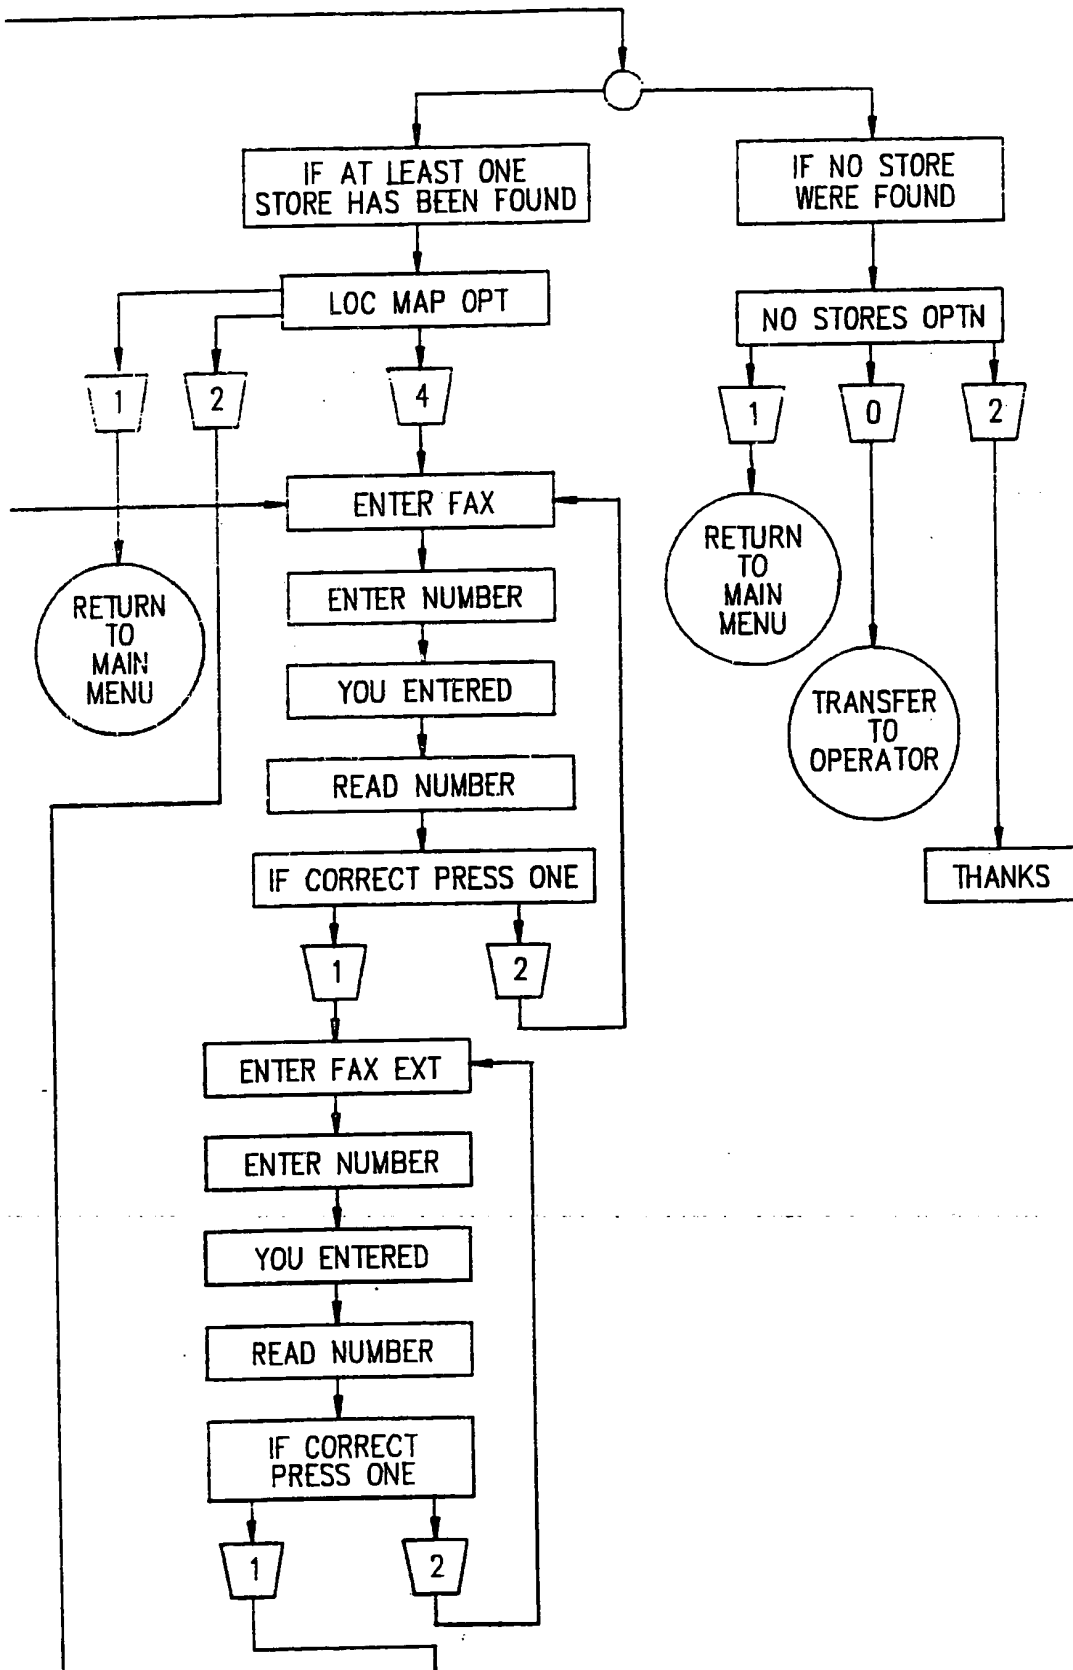 IF AT LEAST ONE
STORE HAS BEEN FOUND
IF NO STORE
WERE FOUND
LOC MAP OPT
NO STORES OPTN
1
2
4
1
0
2
ENTER FAX
RETURN
TO
MAIN
MENU
RETURN
TO
MAIN
MENU
ENTER NUMBER
YOU ENTERED
TRANSFER
TO
OPERATOR
READ NUMBER
IF CORRECT PRESS ONE
THANKS
1
2
ENTER FAX EXT
ENTER NUMBER
YOU ENTERED
READ NUMBER
IF CORRECT
PRESS ONE
1
2